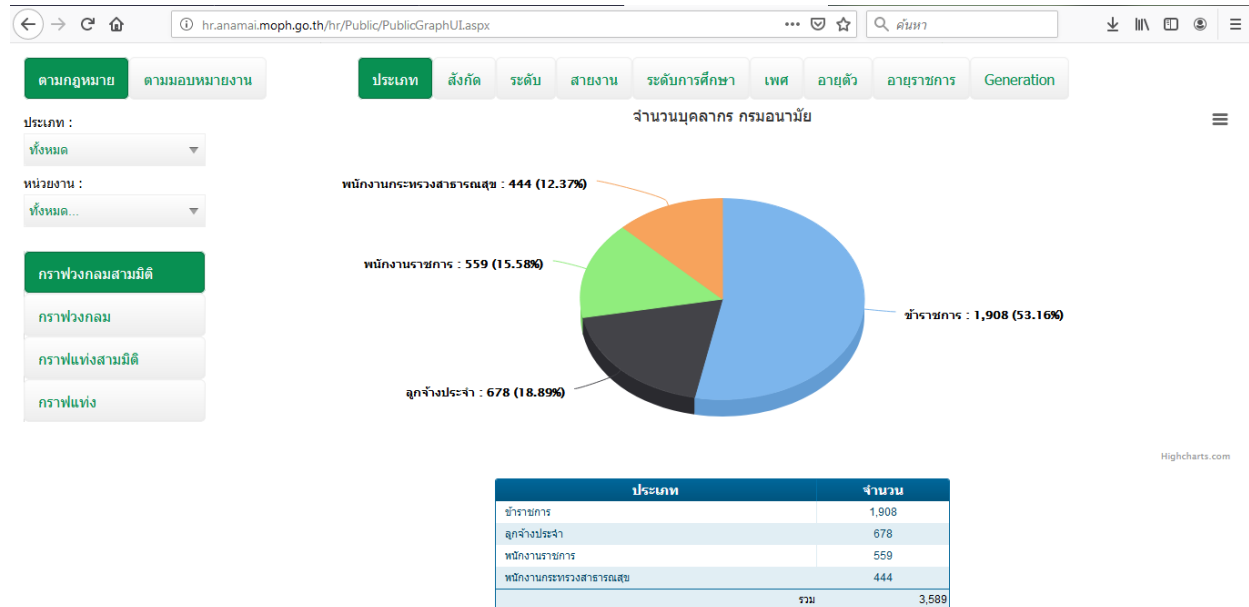 hr.anamai.moph.go.th/hr/Public/PublicGraphUI.aspx
ค้นหา
ตามกฎหมาย ตามมอบหมายงาน
ประเภท สังกัด ระดับ สายงาน ระดับการศึกษา เพศ อายุตัว อายุราชการ Generation
ประเภท :
ทั้งหมด
หน่วยงาน :
ทั้งหมด...
กราฟวงกลมสามมิติ
กราฟวงกลม
กราฟแท่งสามมิติ
กราฟแท่ง
จำนวนบุคลากร กรมอนามัย
พนักงานกระทรวงสาธารณสุข : 444 (12.37%)
พนักงานราชการ : 559 (15.58%)
ข้าราชการ : 1,908 (53.16%)
ลูกจ้างประจำ : 678 (18.89%)
Highcharts.com
ประเภท จำนวน
ข้าราชการ 1,908
ลูกจ้างประจำ 678
พนักงานราชการ 559
พนักงานกระทรวงสาธารณสุข 444
รวม 3,589